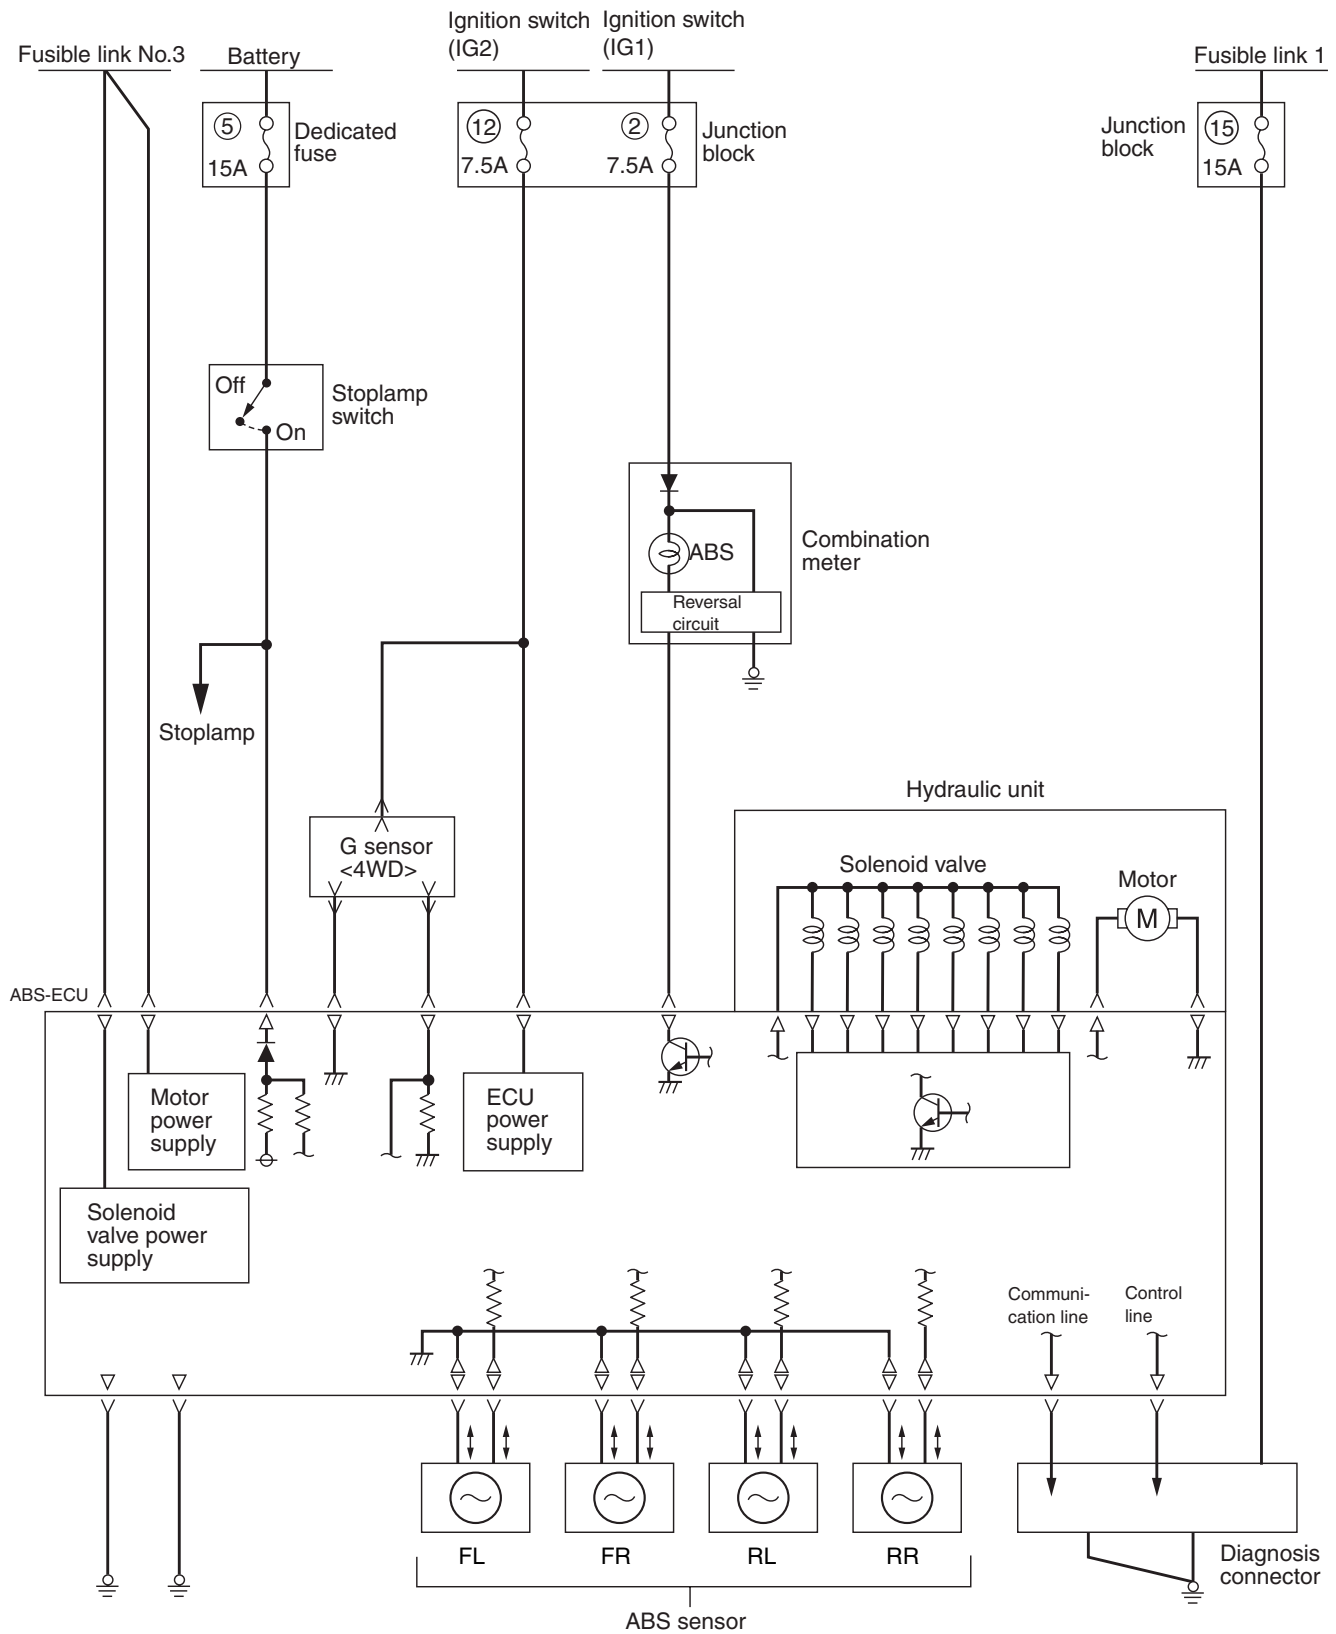 Ignition switch
(IG2)
Ignition switch
(IG1)
Fusible link No.3
Battery
Fusible link 1
5
15A
Dedicated
fuse
12
7.5A
2
7.5A
Junction
block
Junction
block
15
15A
Off
On
Stoplamp
switch
ABS
Reversal
circuit
Combination
meter
Stoplamp
Hydraulic unit
G sensor
<4WD>
Solenoid valve
Motor
M
ABS-ECU
Motor
power
supply
ECU
power
supply
Solenoid
valve power
supply
Communi-
cation line
Control
line
FL
FR
RL
RR
Diagnosis
connector
ABS sensor